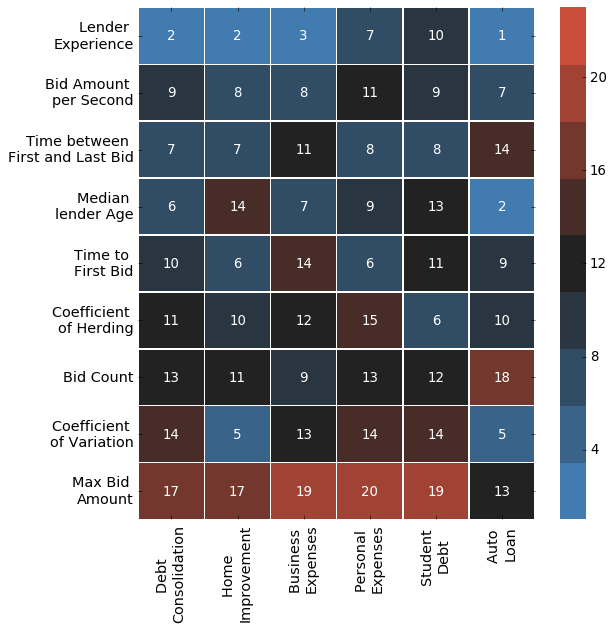 Lender
Experience
2 2 3 7 10 1
Bid Amount
per Second
9 8 8 11 9 7
Time between
First and Last Bid
7 7 11 8 8 14
Median
lender Age
6 14 7 9 13 2
Time to
First Bid
10 6 14 6 11 9
Coefficient
of Herding
11 10 12 15 6 10
Bid Count
13 11 9 13 12 18
Coefficient
of Variation
14 5 13 14 14 5
Max Bid
Amount
17 17 19 20 19 13
Debt
Consolidation
Home
Improvement
Business
Expenses
Personal
Expenses
Student
Debt
Auto
Loan
20
16
12
8
4